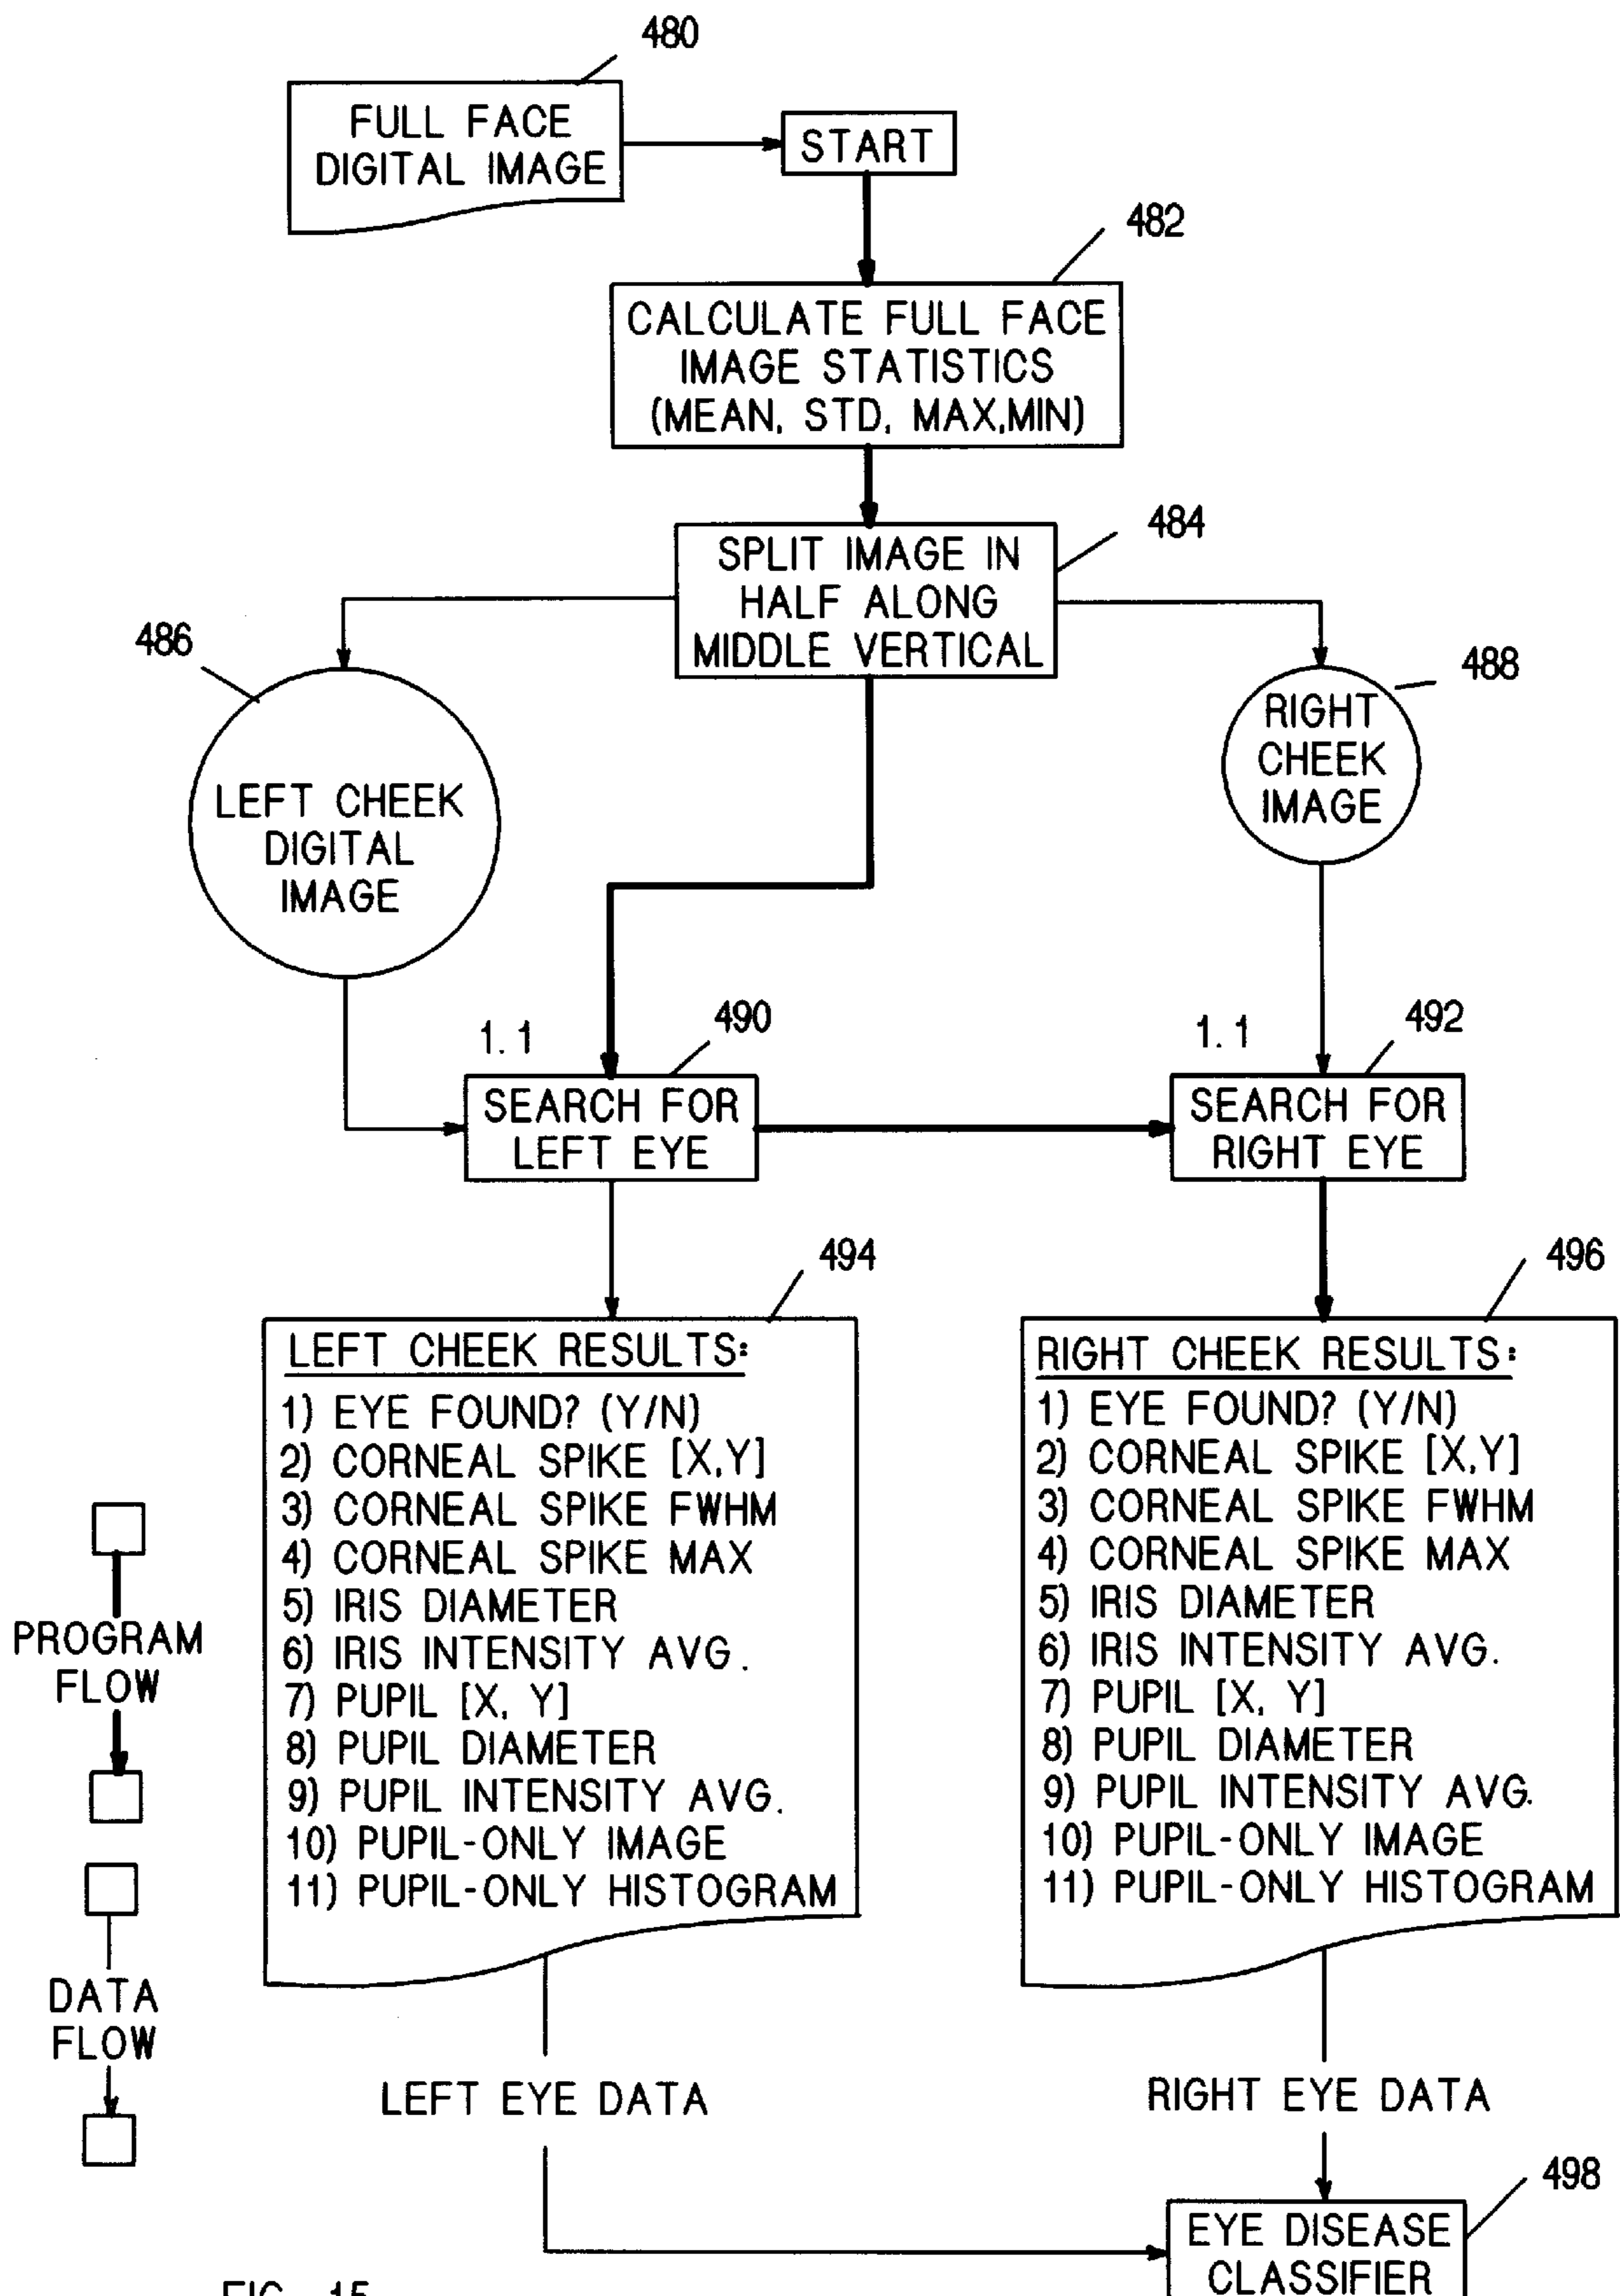 480
FULL FACE
DIGITAL IMAGE
START
482
CALCULATE FULL FACE
IMAGE STATISTICS
(MEAN, STD, MAX,MIN)
484
SPLIT IMAGE IN
HALF ALONG
MIDDLE VERTICAL
486
LEFT CHEEK
DIGITAL
IMAGE
488
RIGHT
CHEEK
IMAGE
1.1
490
SEARCH FOR
LEFT EYE
1.1
492
SEARCH FOR
RIGHT EYE
494
LEFT CHEEK RESULTS:
1) EYE FOUND? (Y/N)
2) CORNEAL SPIKE [X,Y]
3) CORNEAL SPIKE FWHM
4) CORNEAL SPIKE MAX
5) IRIS DIAMETER
6) IRIS INTENSITY AVG.
7) PUPIL [X, Y]
8) PUPIL DIAMETER
9) PUPIL INTENSITY AVG.
10) PUPIL-ONLY IMAGE
11) PUPIL-ONLY HISTOGRAM
496
RIGHT CHEEK RESULTS:
1) EYE FOUND? (Y/N)
2) CORNEAL SPIKE [X,Y]
3) CORNEAL SPIKE FWHM
4) CORNEAL SPIKE MAX
5) IRIS DIAMETER
6) IRIS INTENSITY AVG.
7) PUPIL [X, Y]
8) PUPIL DIAMETER
9) PUPIL INTENSITY AVG.
10) PUPIL-ONLY IMAGE
11) PUPIL-ONLY HISTOGRAM
PROGRAM
FLOW
DATA
FLOW
LEFT EYE DATA
RIGHT EYE DATA
498
EYE DISEASE
CLASSIFIER
FIG. 15